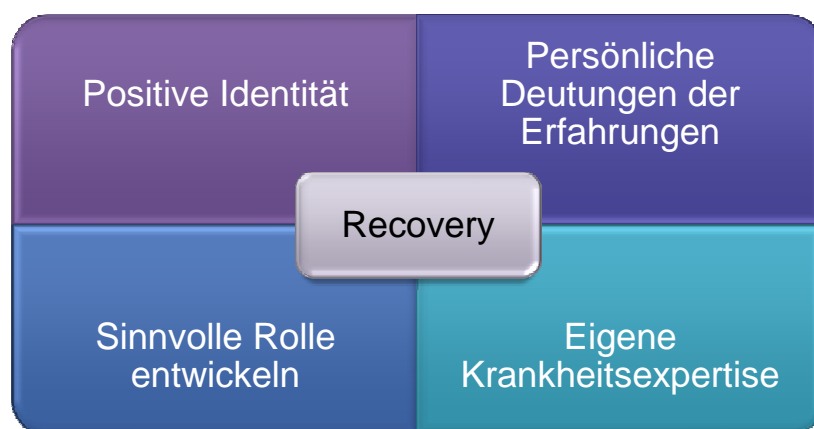 Positive Identität
Persönliche
Deutungen der
Erfahrungen
Recovery
Sinnvolle Rolle
entwickeln
Eigene
Krankheitsexpertise